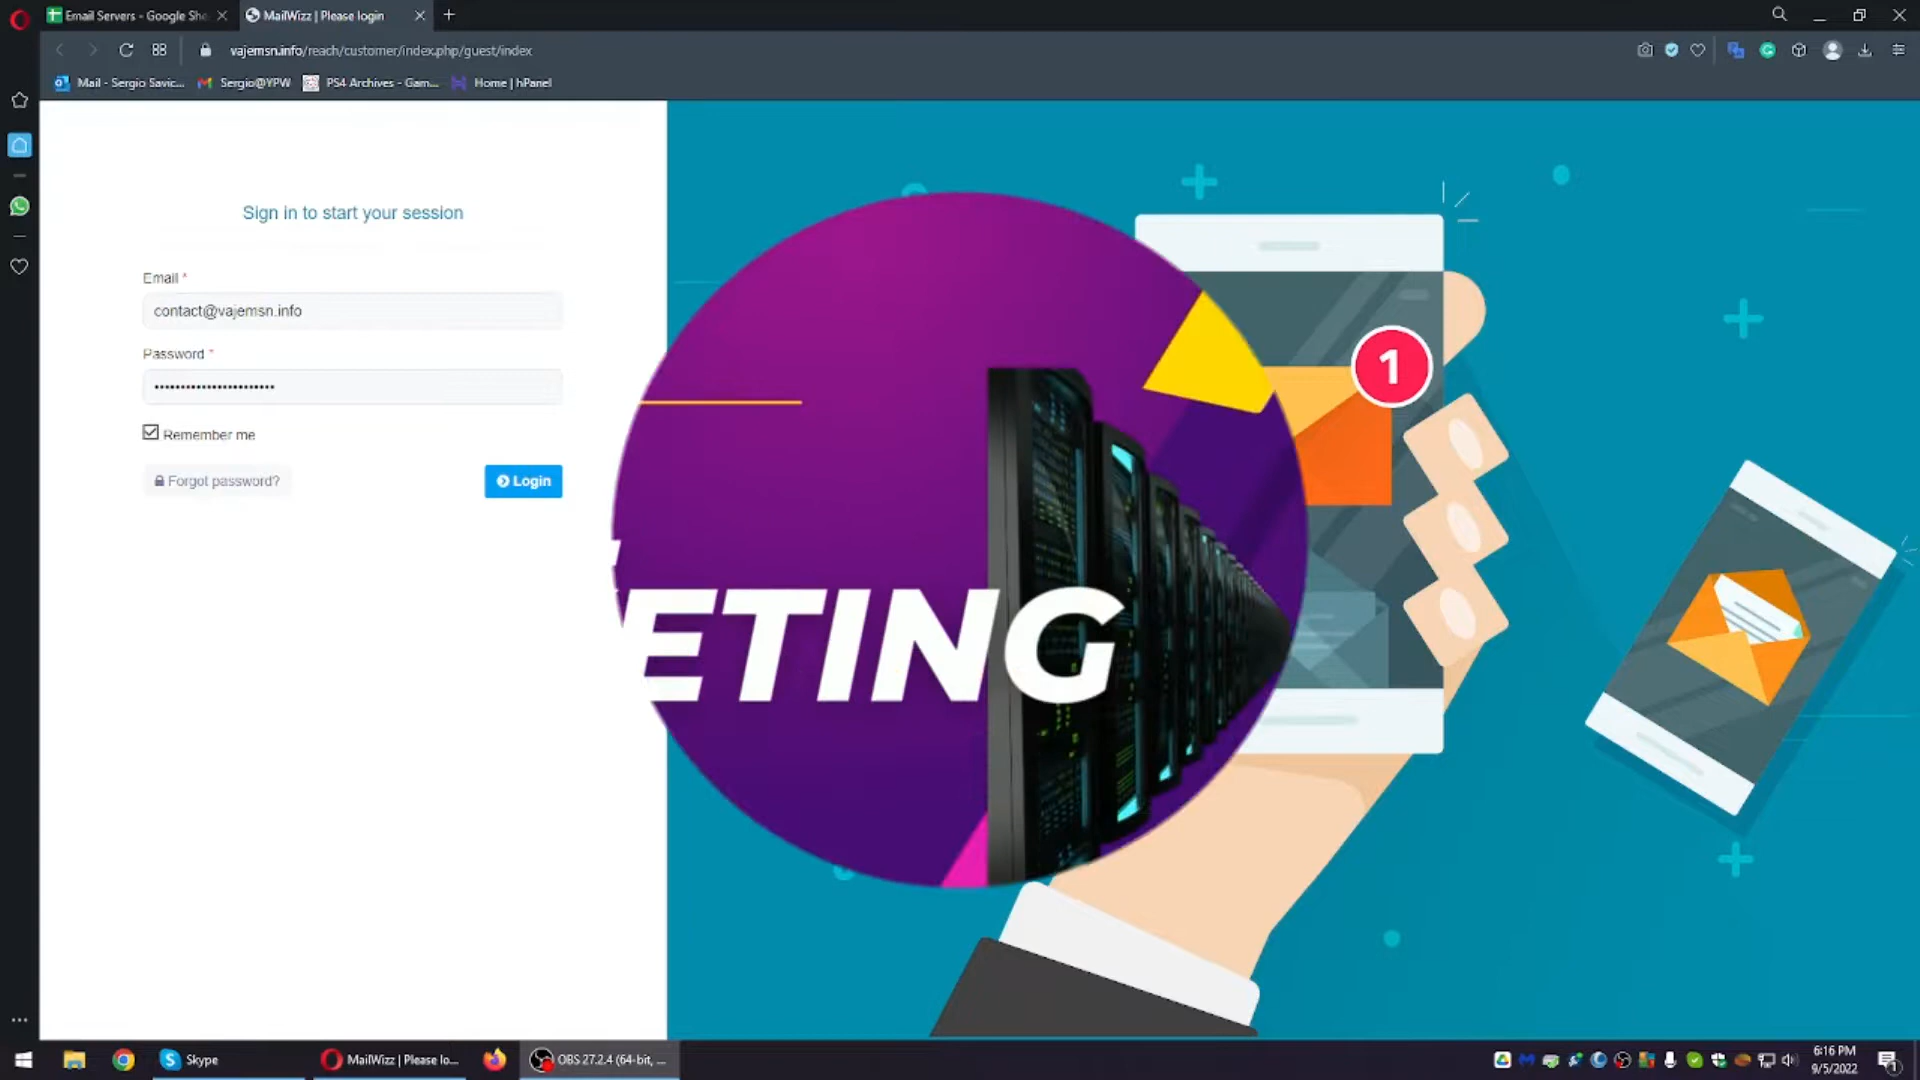 Email Servers - Google She
MailWizz | Please login
vajemsn.info/reach/customer/index.php/guest/index
Mail - Sergio Savic...
Sergio@YPW
PS4 Archives - Gam...
Home | hPanel
Sign in to start your session
Email *
contact@vajemsn.info
Password *
Remember me
Forgot password?
Login
1
ETING
Skype
MailWizz | Please lo...
OBS 27.2.4 (64-bit, ...
6:16 PM
9/5/2022
1